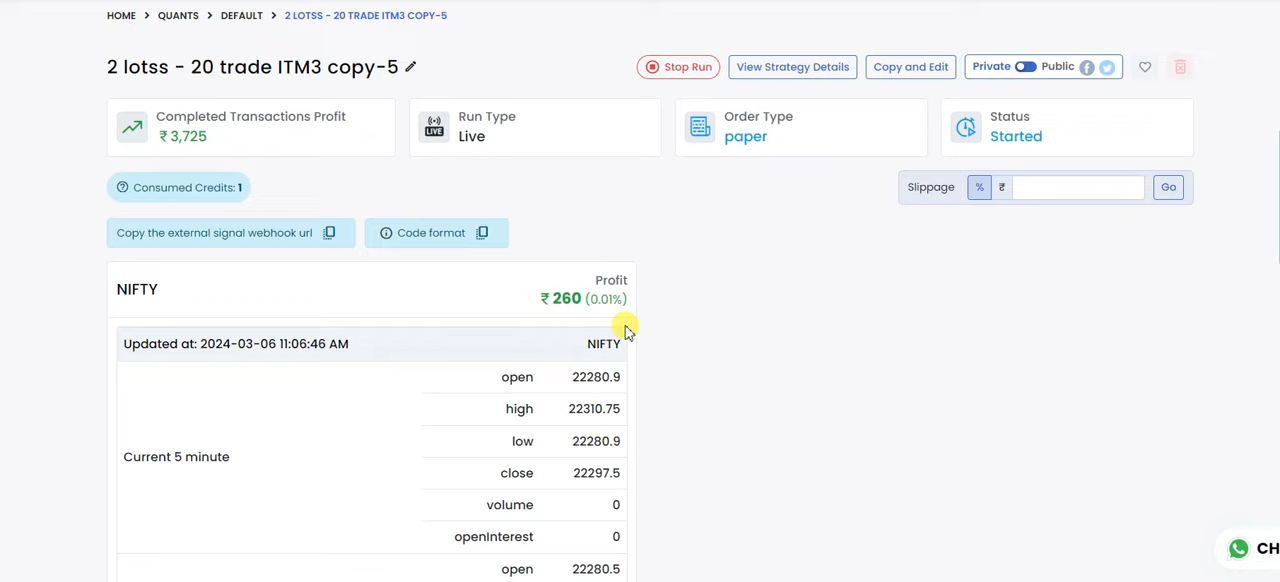 HOME > QUANTS > DEFAULT > 2 LOTSS - 20 TRADE ITM3 COPY-5
2 lotss - 20 trade ITM3 copy-5
Stop Run
View Strategy Details
Copy and Edit
Private Public
Completed Transactions Profit
₹ 3,725
Run Type
LIVE
Live
Order Type
paper
Status
Started
Consumed Credits: 1
Slippage % ₹ Go
Copy the external signal webhook url
Code format
NIFTY
Profit
₹ 260 (0.01%)
Updated at: 2024-03-06 11:06:46 AM NIFTY
Current 5 minute
open 22280.9
high 22310.75
low 22280.9
close 22297.5
volume 0
openInterest 0
open 22280.5
CH